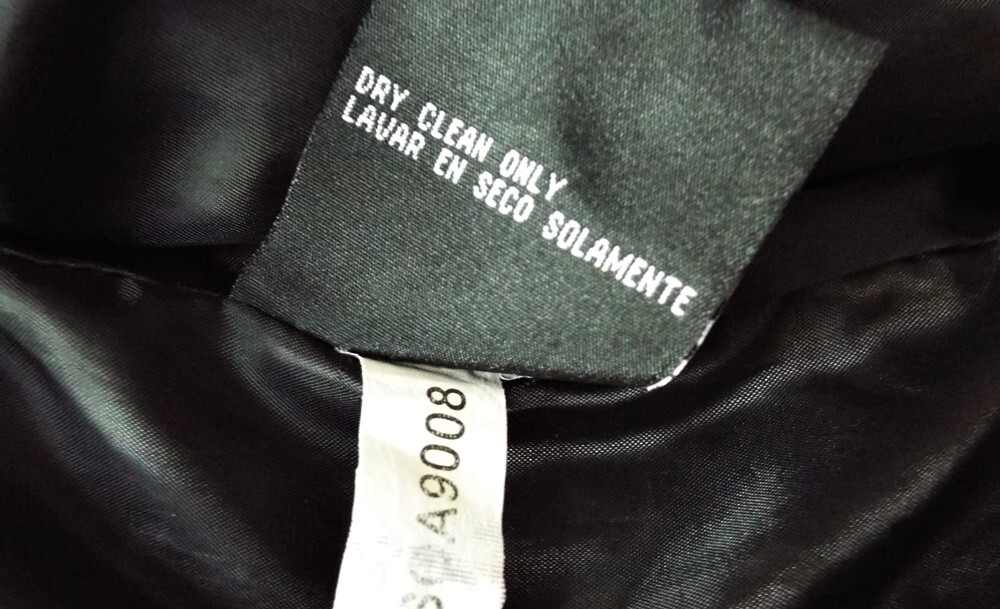 DRY CLEAN ONLY
LAVAR EN SECO SOLAMENTE
A9008